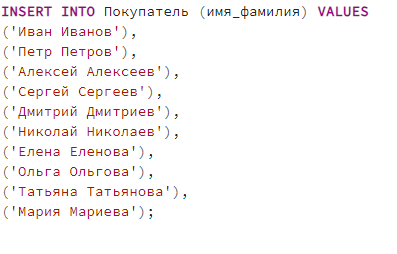 INSERT INTO Покупатель (имя_фамилия) VALUES
('Иван Иванов'),
('Петр Петров'),
('Алексей Алексеев'),
('Сергей Сергеев'),
('Дмитрий Дмитриев'),
('Николай Николаев'),
('Елена Еленова'),
('Ольга Ольгова'),
('Татьяна Татьянова'),
('Мария Мариева');